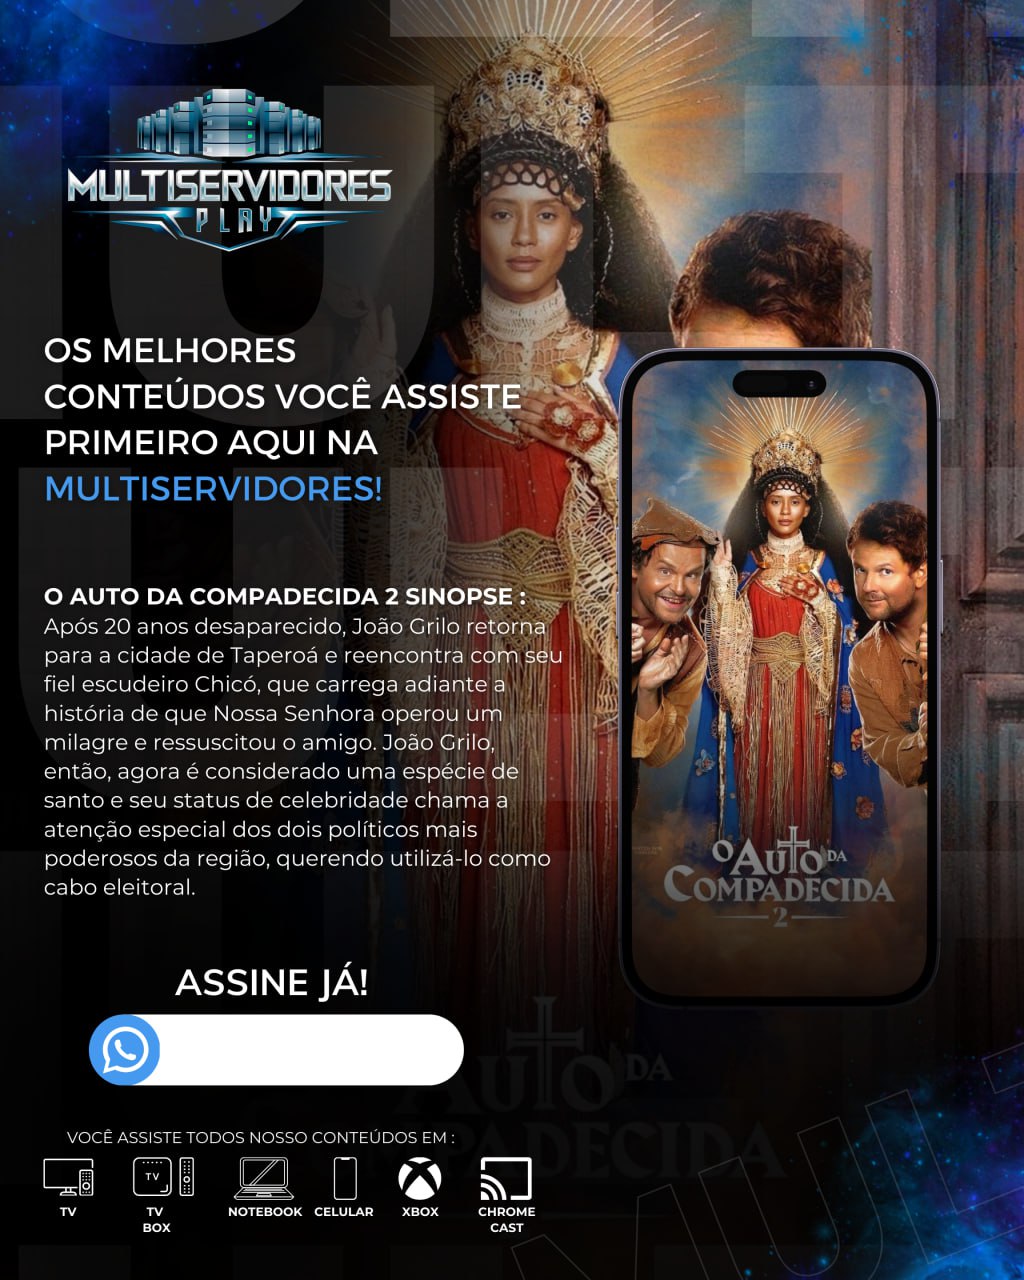 MULTISERVIDORES
PLAY
OS MELHORES
CONTEÚDOS VOCÊ ASSISTE
PRIMEIRO AQUI NA
MULTISERVIDORES!
O AUTO DA COMPADECIDA 2 SINOPSE :
Após 20 anos desaparecido, João Grilo retorna
para a cidade de Taperoá e reencontra com seu
fiel escudeiro Chicó, que carrega adiante a
história de que Nossa Senhora operou um
milagre e ressuscitou o amigo. João Grilo,
então, agora é considerado uma espécie de
santo e seu status de celebridade chama a
atenção especial dos dois políticos mais
poderosos da região, querendo utilizá-lo como
cabo eleitoral.
O AUTO DA
COMPADECIDA
2
ASSINE JÁ!
AUTO DA
COMPADECIDA
VOCÊ ASSISTE TODOS NOSSO CONTEÚDOS EM :
TV
TV
TV
BOX
NOTEBOOK
CELULAR
XBOX
CHROME
CAST
MULT